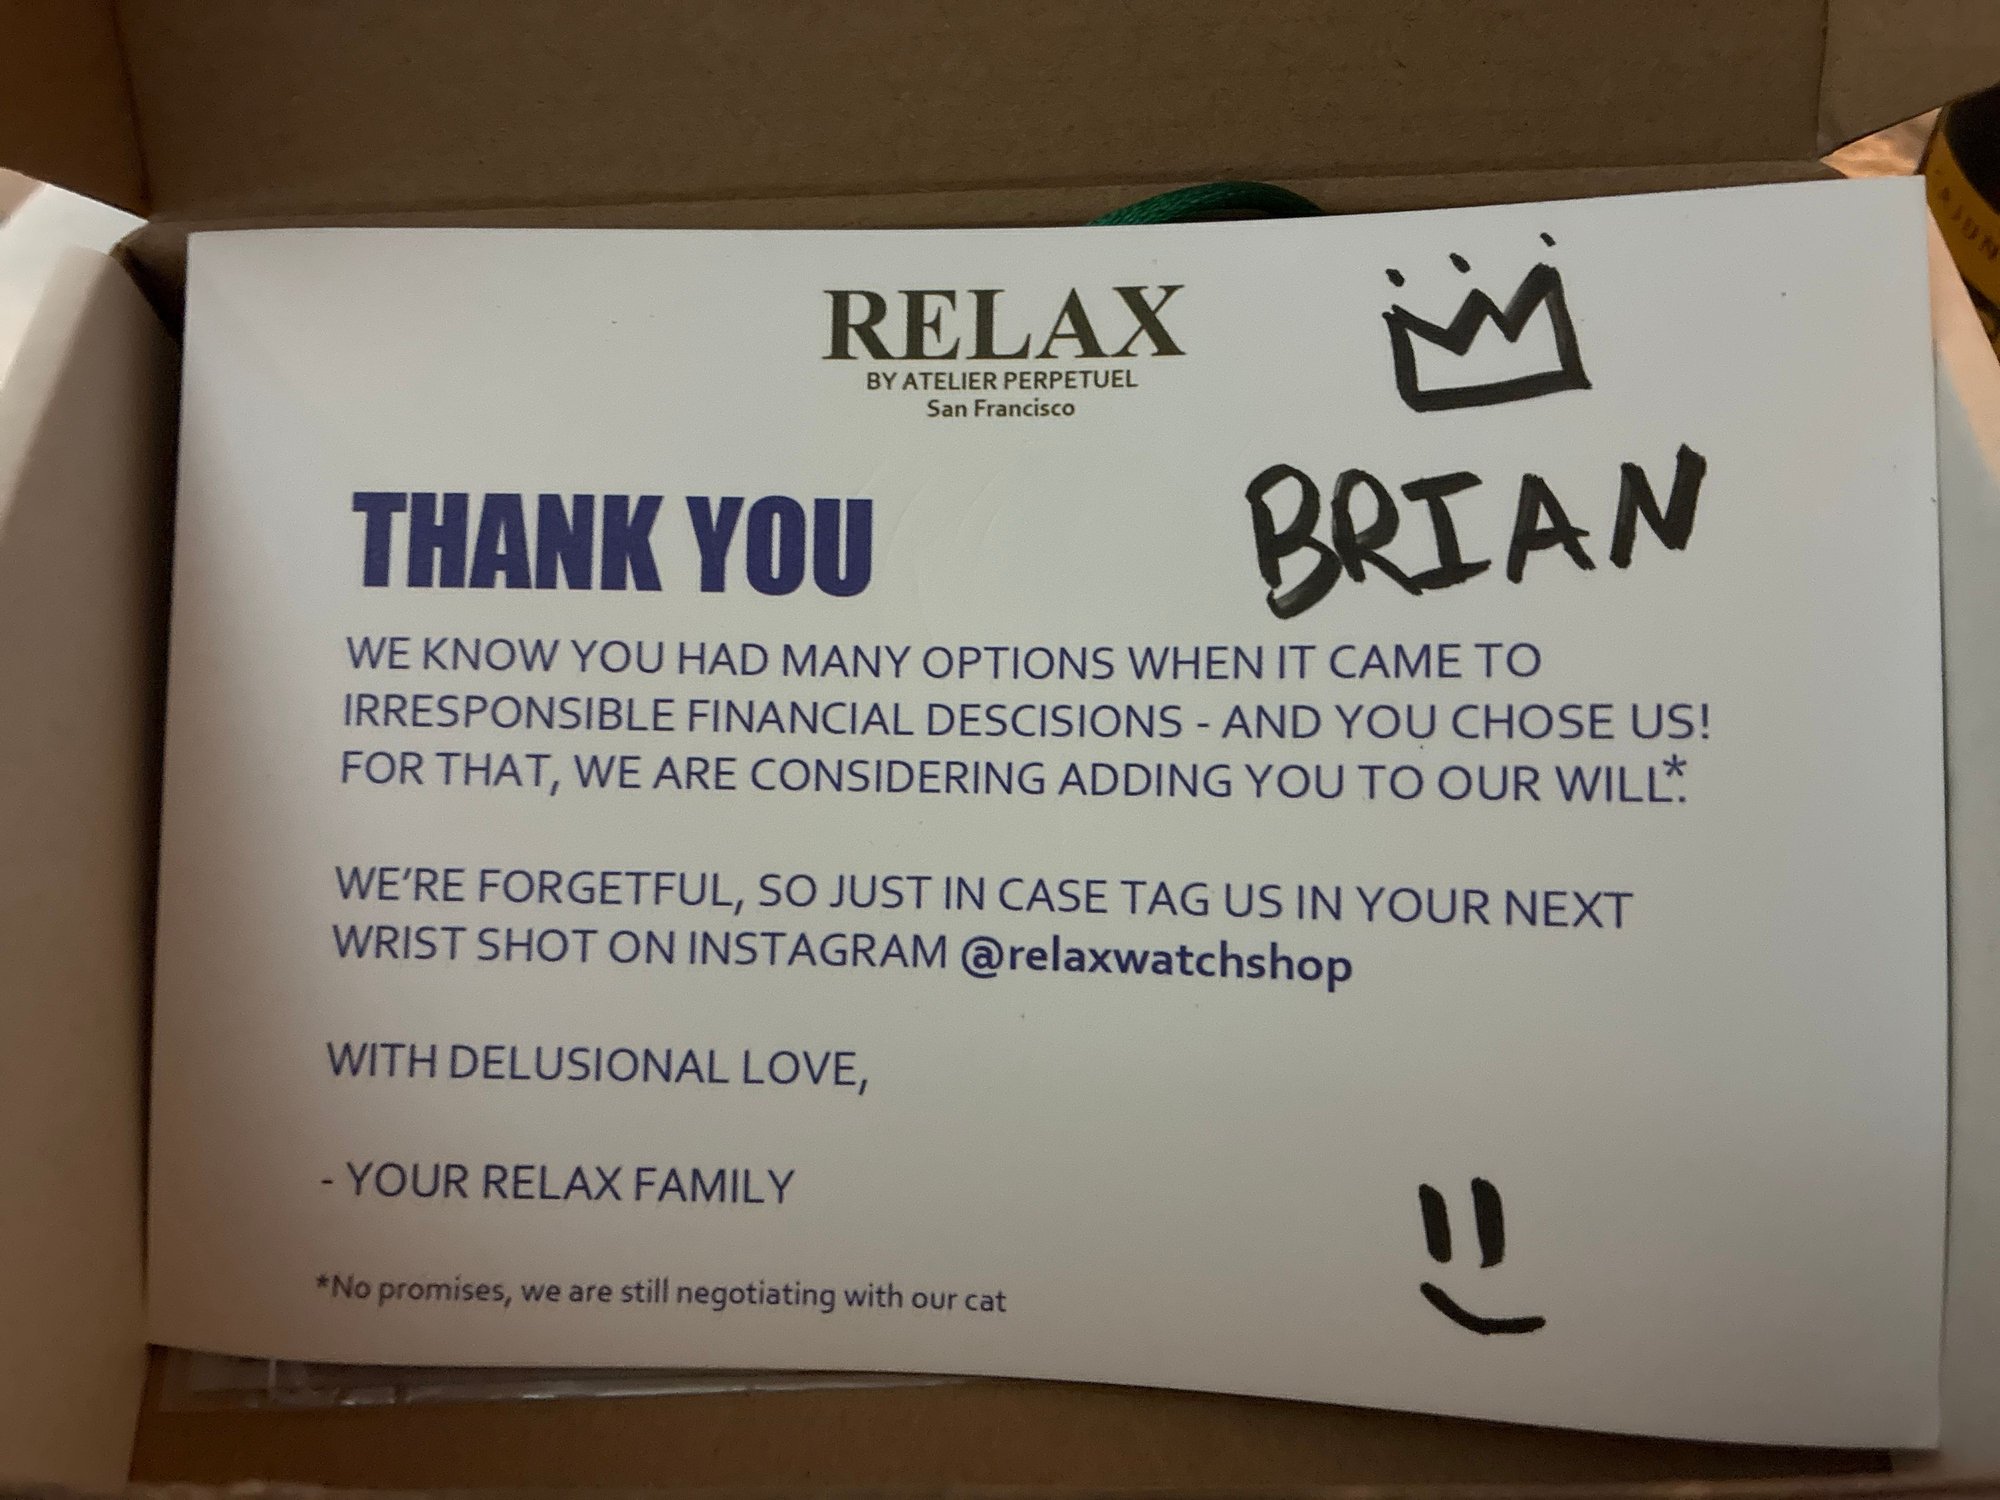 RELAX
BY ATELIER PERPETUEL
San Francisco
BRIAN
THANK YOU
WE KNOW YOU HAD MANY OPTIONS WHEN IT CAME TO
IRRESPONSIBLE FINANCIAL DESCISIONS - AND YOU CHOSE US!
FOR THAT, WE ARE CONSIDERING ADDING YOU TO OUR WILL*.
WE'RE FORGETFUL, SO JUST IN CASE TAG US IN YOUR NEXT
WRIST SHOT ON INSTAGRAM @relaxwatchshop
WITH DELUSIONAL LOVE,
- YOUR RELAX FAMILY
*No promises, we are still negotiating with our cat